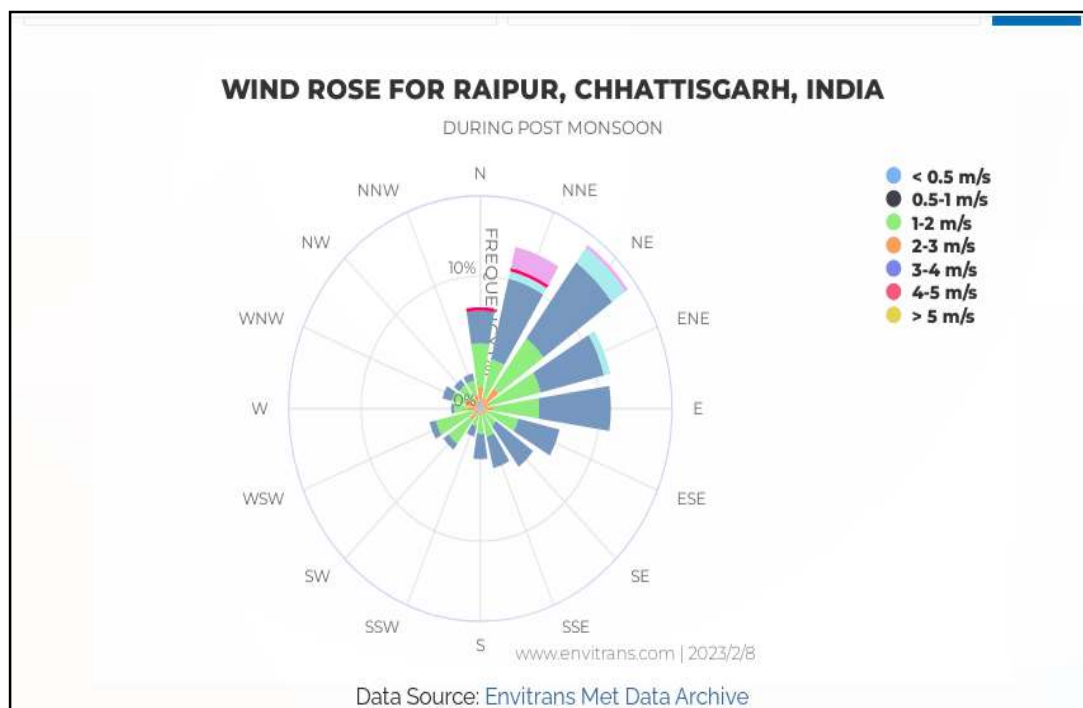 WIND ROSE FOR RAIPUR, CHHATTISGARH, INDIA
DURING POST MONSOON
N
NNW
NNE
NW
NE
WNW
ENE
W
E
WSW
ESE
SW
SE
SSW
SSE
S
10%
0%
< 0.5 m/s
0.5-1 m/s
1-2 m/s
2-3 m/s
3-4 m/s
4-5 m/s
> 5 m/s
www.envitrans.com | 2023/2/8
Data Source: Envitrans Met Data Archive